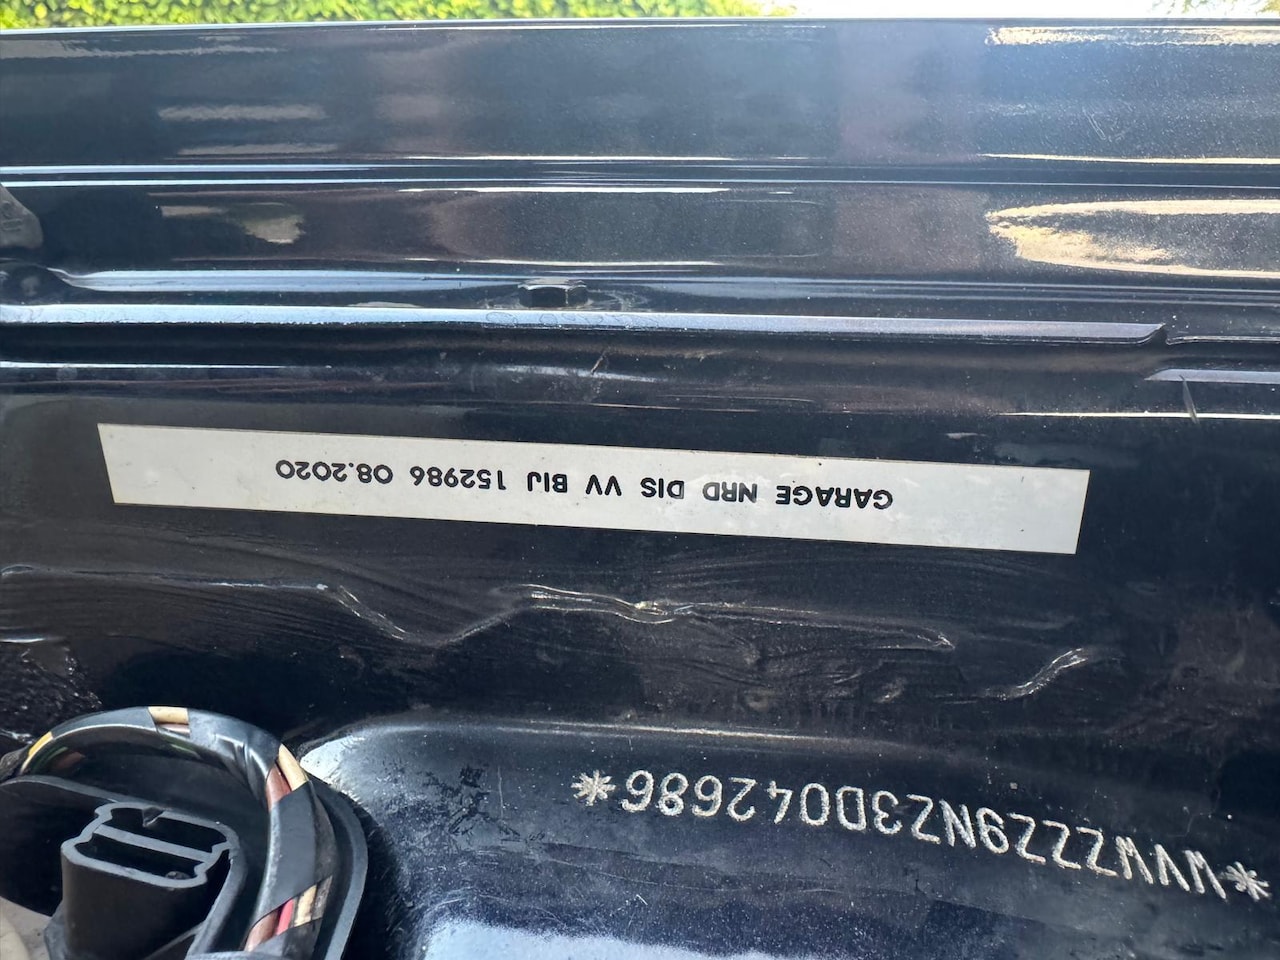 *WVWZZZ9NZ3D042686*
GARAGE NRD DIS VV BIJ 152986 08.2020